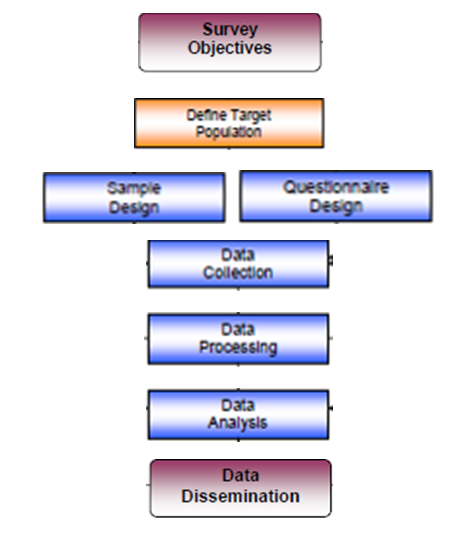 Survey
Objectives
Define Target
Population
Sample
Design
Questionnaire
Design
Data
Collection
Data
Processing
Data
Analysis
Data
Dissemination